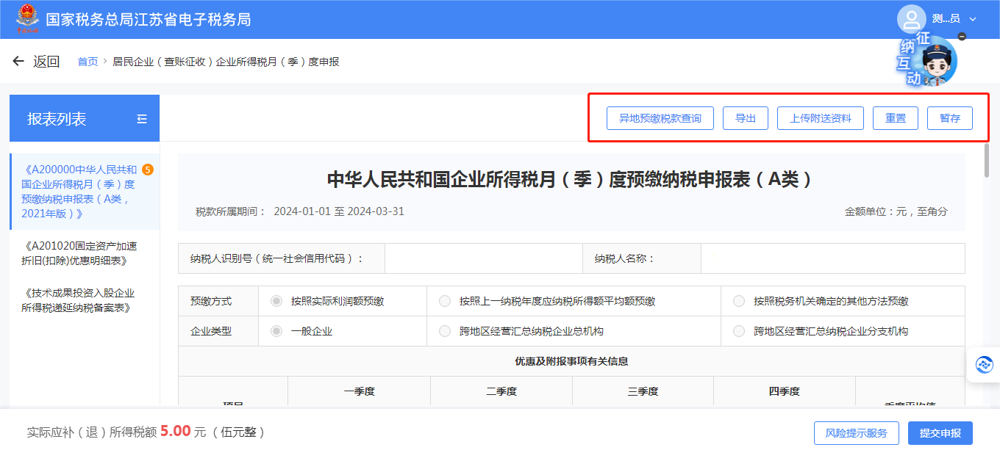 国家税务总局江苏省电子税务局
测...员
征纳互动
返回 首页 > 居民企业（查账征收）企业所得税月（季）度申报
报表列表
异地预缴税款查询 导出 上传附送资料 重置 暂存
《A200000中华人民共和
国企业所得税月（季）度
预缴纳税申报表（A类，
2021年版）》
5
《A201020固定资产加速
折旧(扣除)优惠明细表》
《技术成果投资入股企业
所得税递延纳税备案表》
中华人民共和国企业所得税月（季）度预缴纳税申报表（A类）
税款所属期间： 2024-01-01 至 2024-03-31 金额单位：元，至角分
纳税人识别号（统一社会信用代码）： 纳税人名称：
预缴方式 按照实际利润额预缴 按照上一纳税年度应纳税所得额平均额预缴 按照税务机关确定的其他方法预缴
企业类型 一般企业 跨地区经营汇总纳税企业总机构 跨地区经营汇总纳税企业分支机构
优惠及附报事项有关信息
一季度 二季度 三季度 四季度
项目 季度平均值
实际应补（退）所得税额 5.00 元（伍元整）
风险提示服务 提交申报